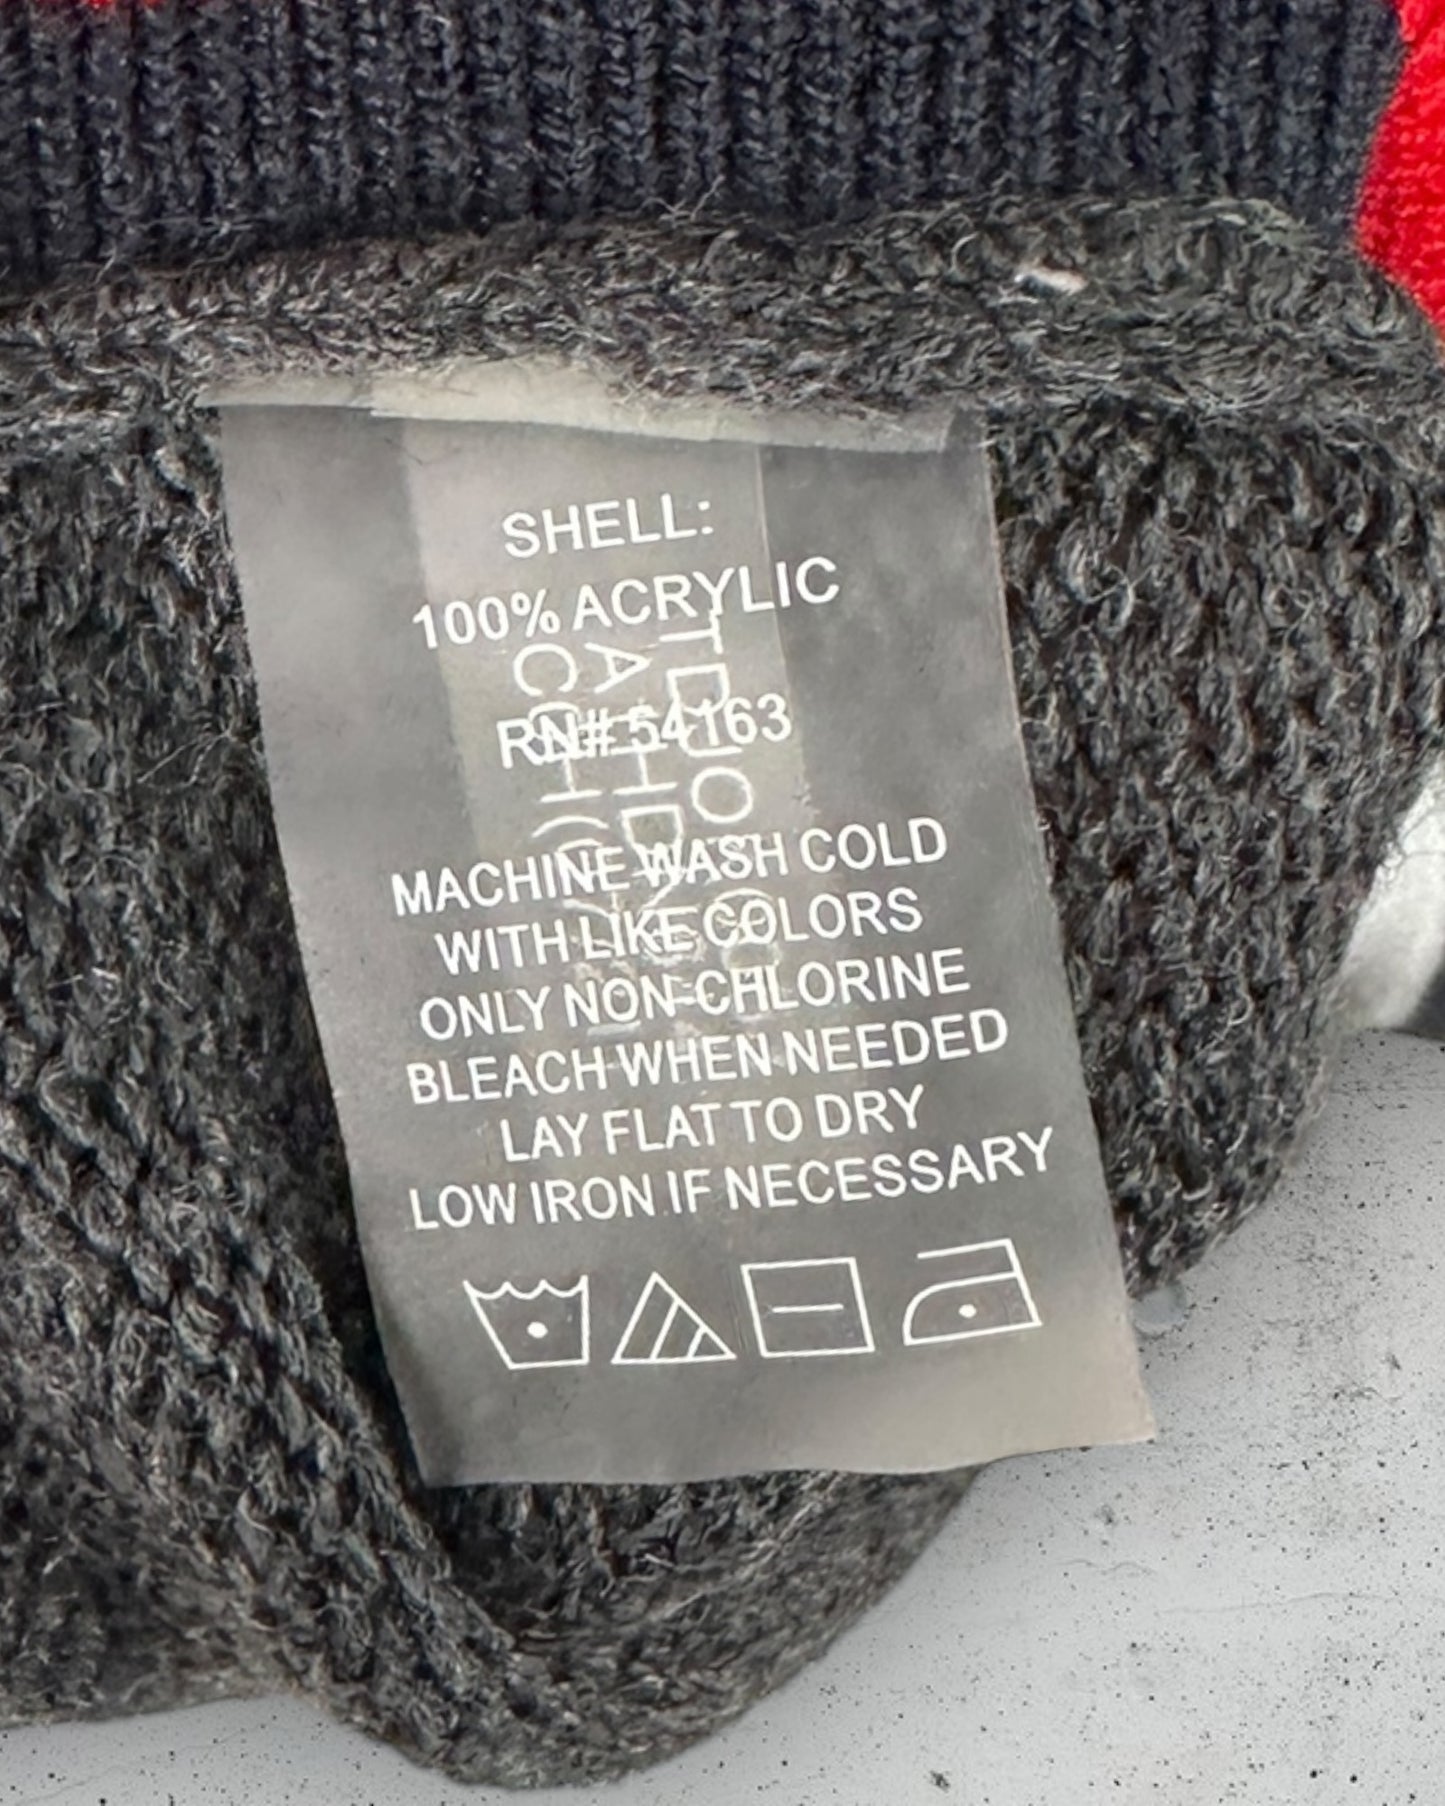 SHELL:
100% ACRYLIC
RN# 54163
MACHINE WASH COLD
WITH LIKE COLORS
ONLY NON-CHLORINE
BLEACH WHEN NEEDED
LAY FLAT TO DRY
LOW IRON IF NECESSARY